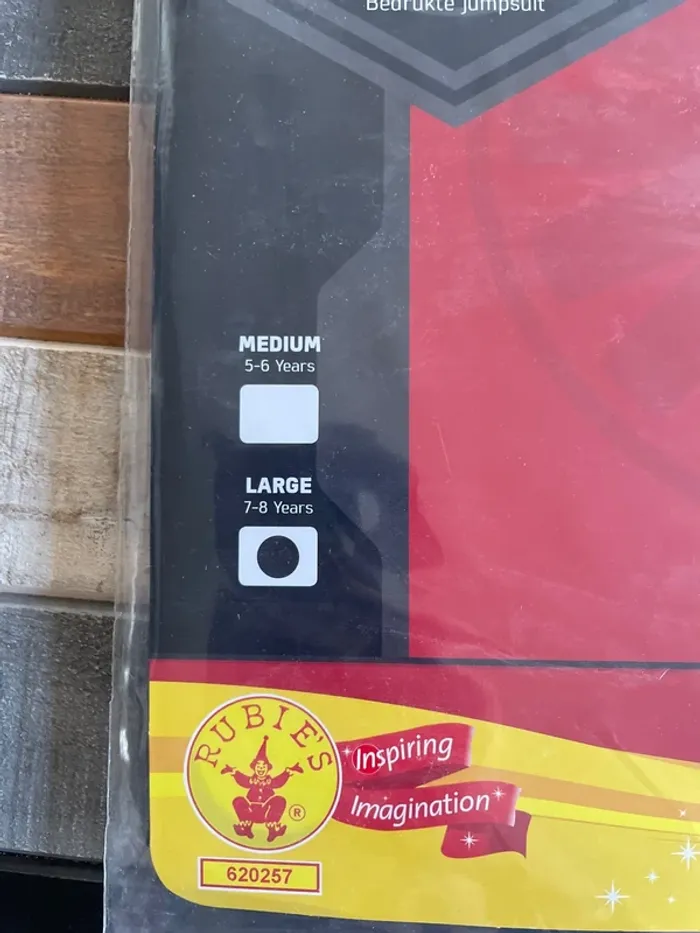 Bedrukte Jumpsuit
MEDIUM
5-6 Years
LARGE
7-8 Years
RUBIE'S
®
Inspiring
Imagination
620257